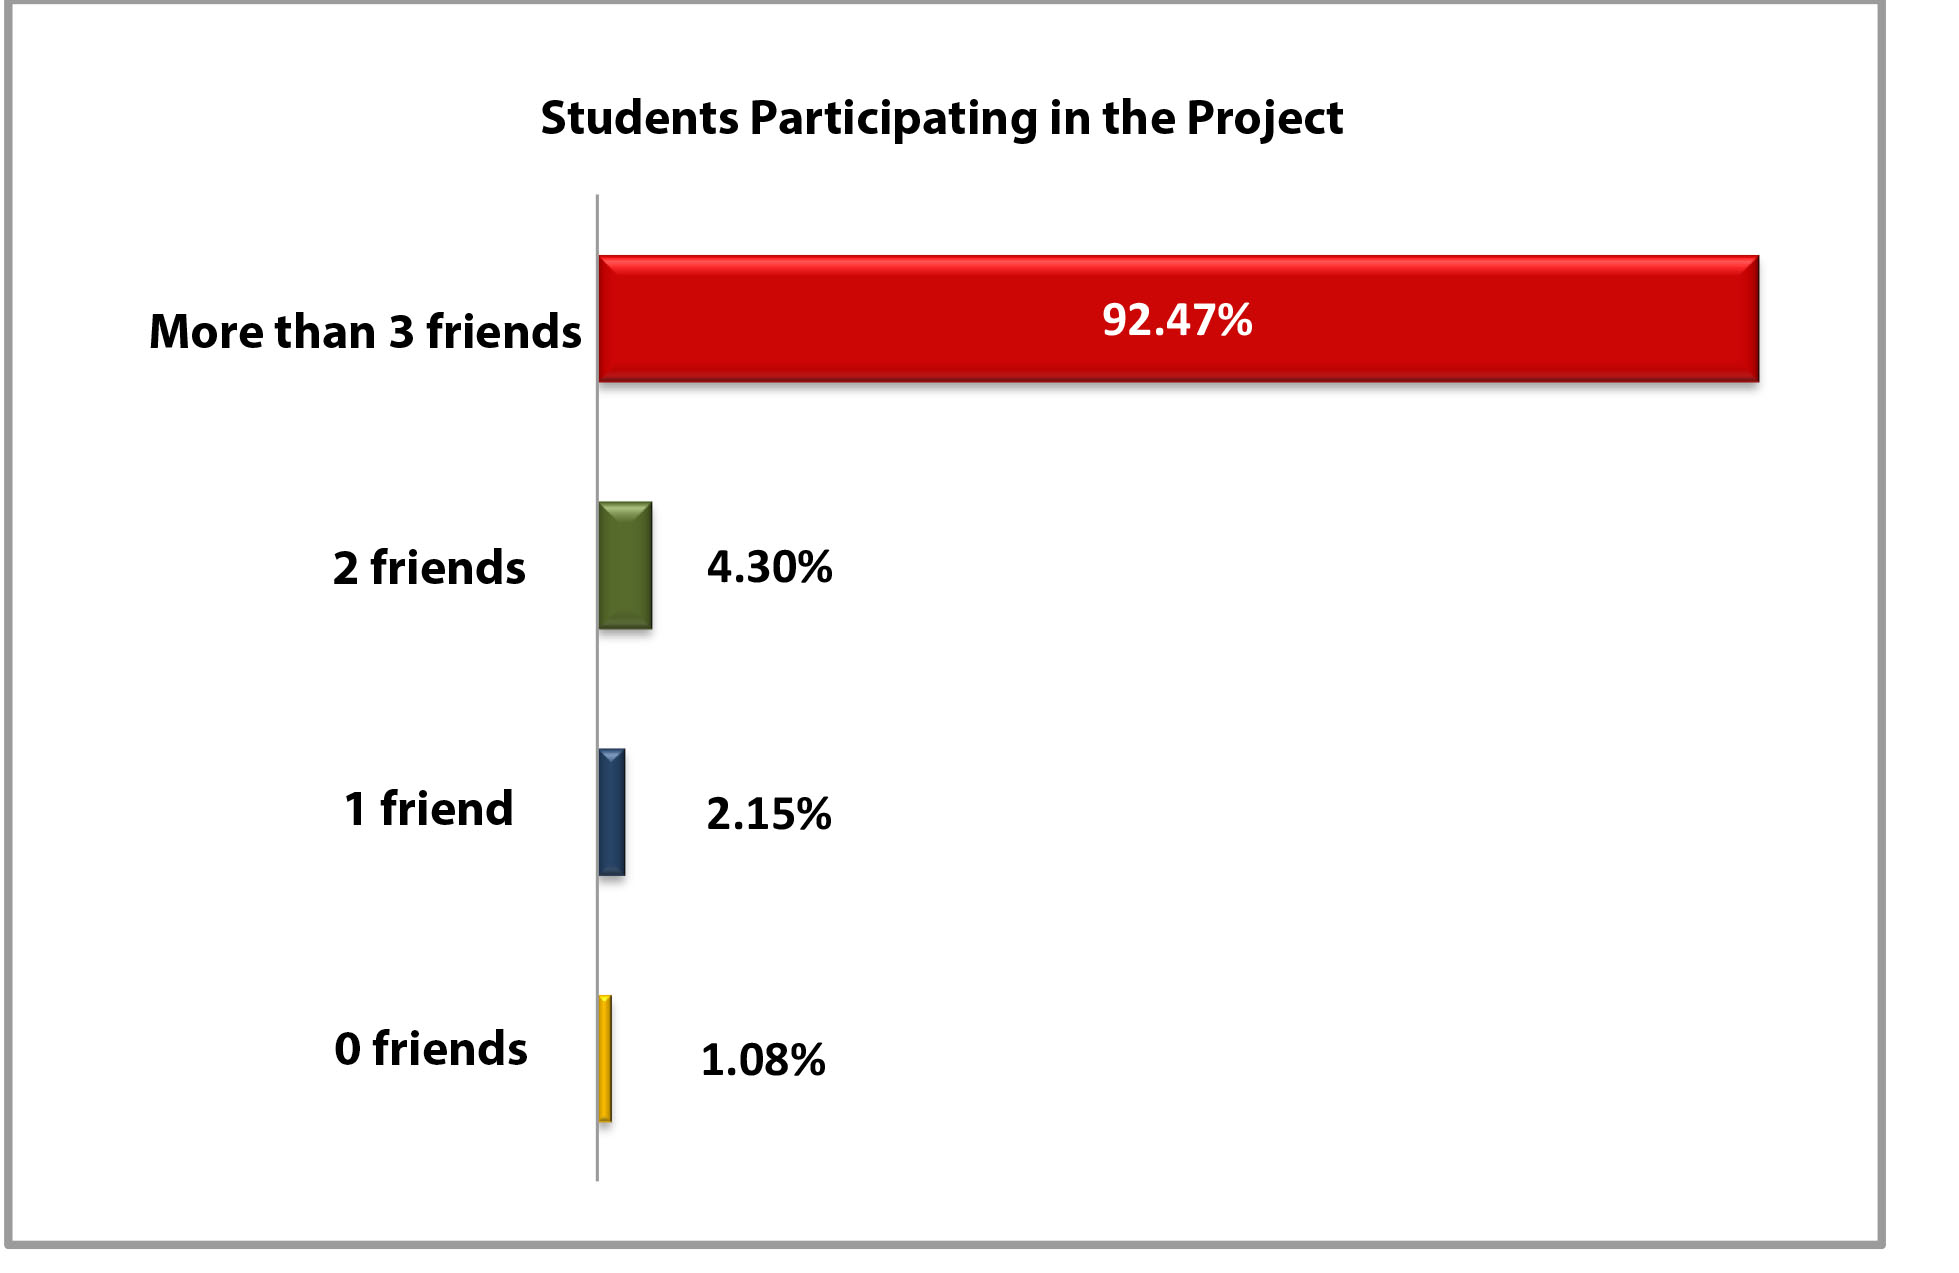 Students Participating in the Project
More than 3 friends 92.47%
2 friends 4.30%
1 friend 2.15%
0 friends 1.08%